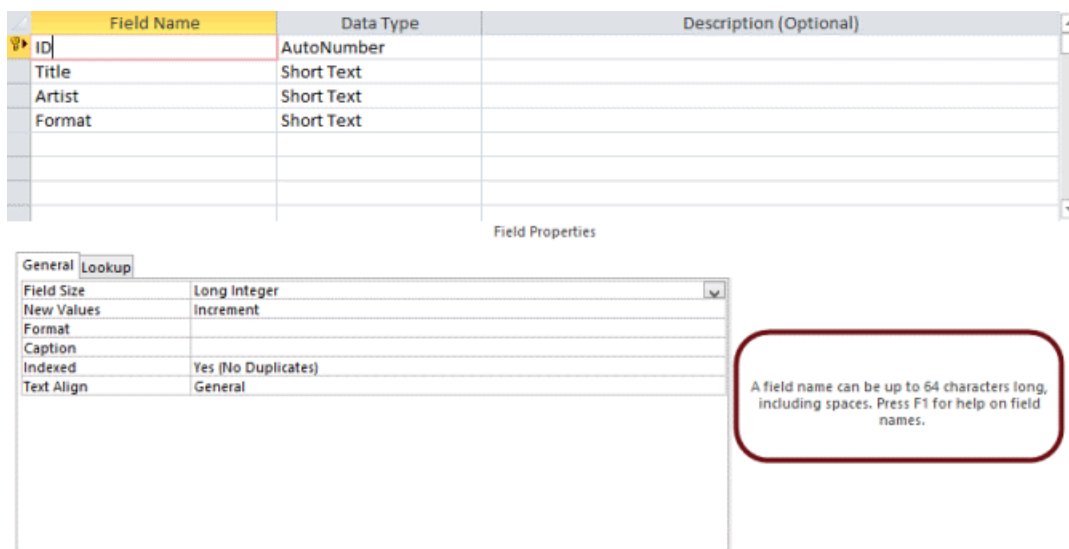 Field Name Data Type Description (Optional)
ID AutoNumber
Title Short Text
Artist Short Text
Format Short Text
Field Properties
General Lookup
Field Size Long Integer
New Values Increment
Format
Caption
Indexed Yes (No Duplicates)
Text Align General
A field name can be up to 64 characters long,
including spaces. Press F1 for help on field
names.